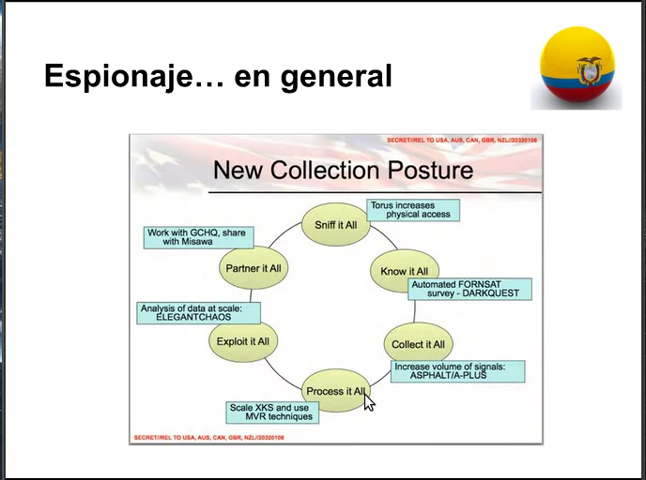 Espionaje… en general
SECRET//REL TO USA, AUS, CAN, GBR, NZL//20320108
New Collection Posture
Torus increases
physical access
Sniff it All
Work with GCHQ, share
with Misawa
Partner it All
Know it All
Automated FORNSAT
survey - DARKQUEST
Analysis of data at scale:
ELEGANTCHAOS
Exploit it All
Collect it All
Increase volume of signals:
ASPHALT/A-PLUS
Process it All
Scale XKS and use
MVR techniques
SECRET//REL TO USA, AUS, CAN, GBR, NZL//20320108